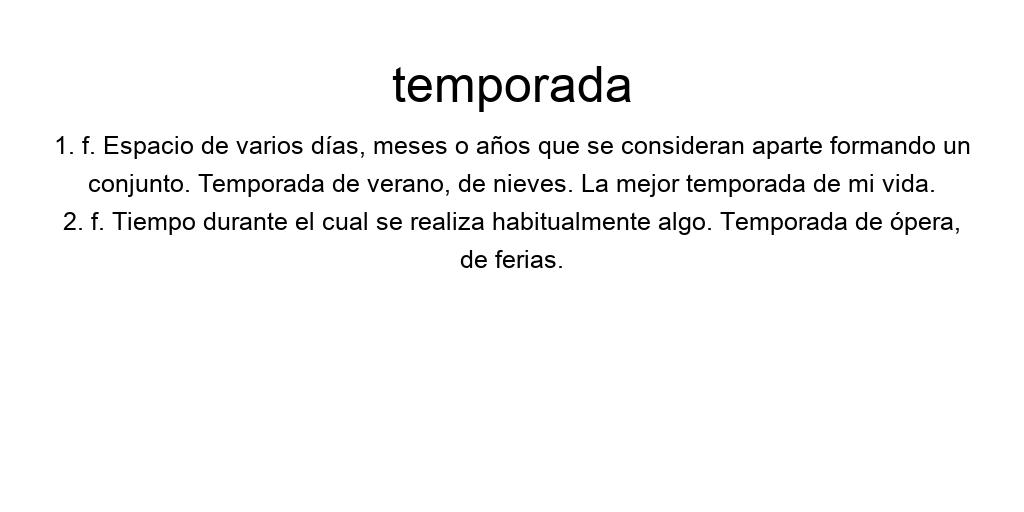 temporada
1. f. Espacio de varios días, meses o años que se consideran aparte formando un
conjunto. Temporada de verano, de nieves. La mejor temporada de mi vida.
2. f. Tiempo durante el cual se realiza habitualmente algo. Temporada de ópera,
de ferias.